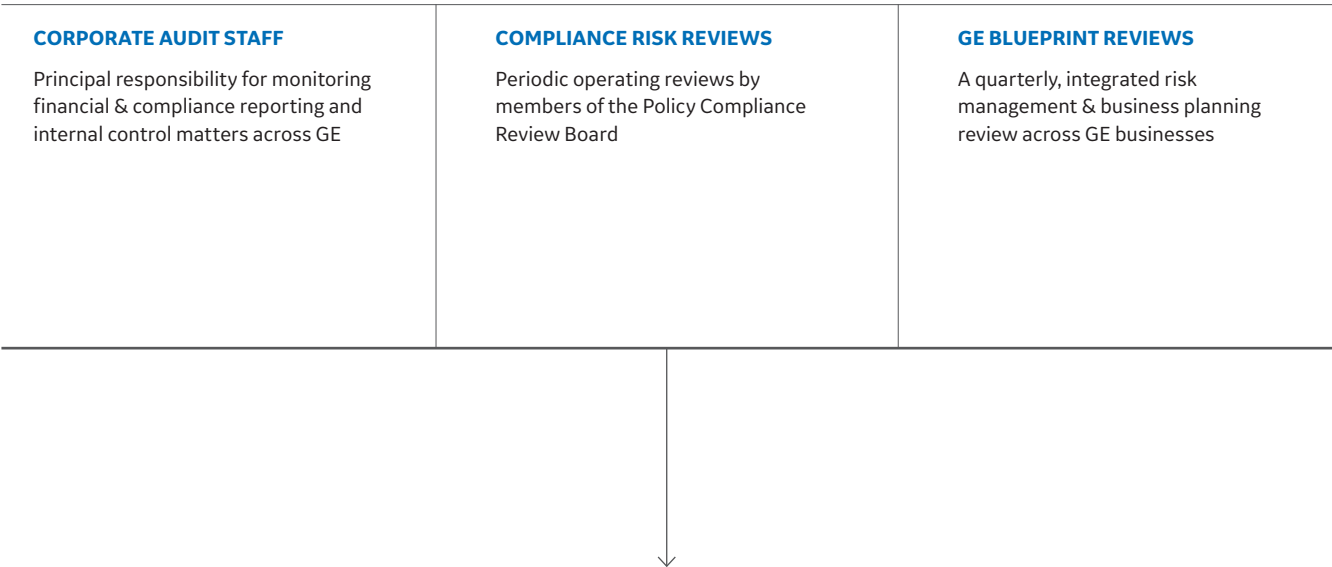 CORPORATE AUDIT STAFF
Principal responsibility for monitoring
financial & compliance reporting and
internal control matters across GE
COMPLIANCE RISK REVIEWS
Periodic operating reviews by
members of the Policy Compliance
Review Board
GE BLUEPRINT REVIEWS
A quarterly, integrated risk
management & business planning
review across GE businesses